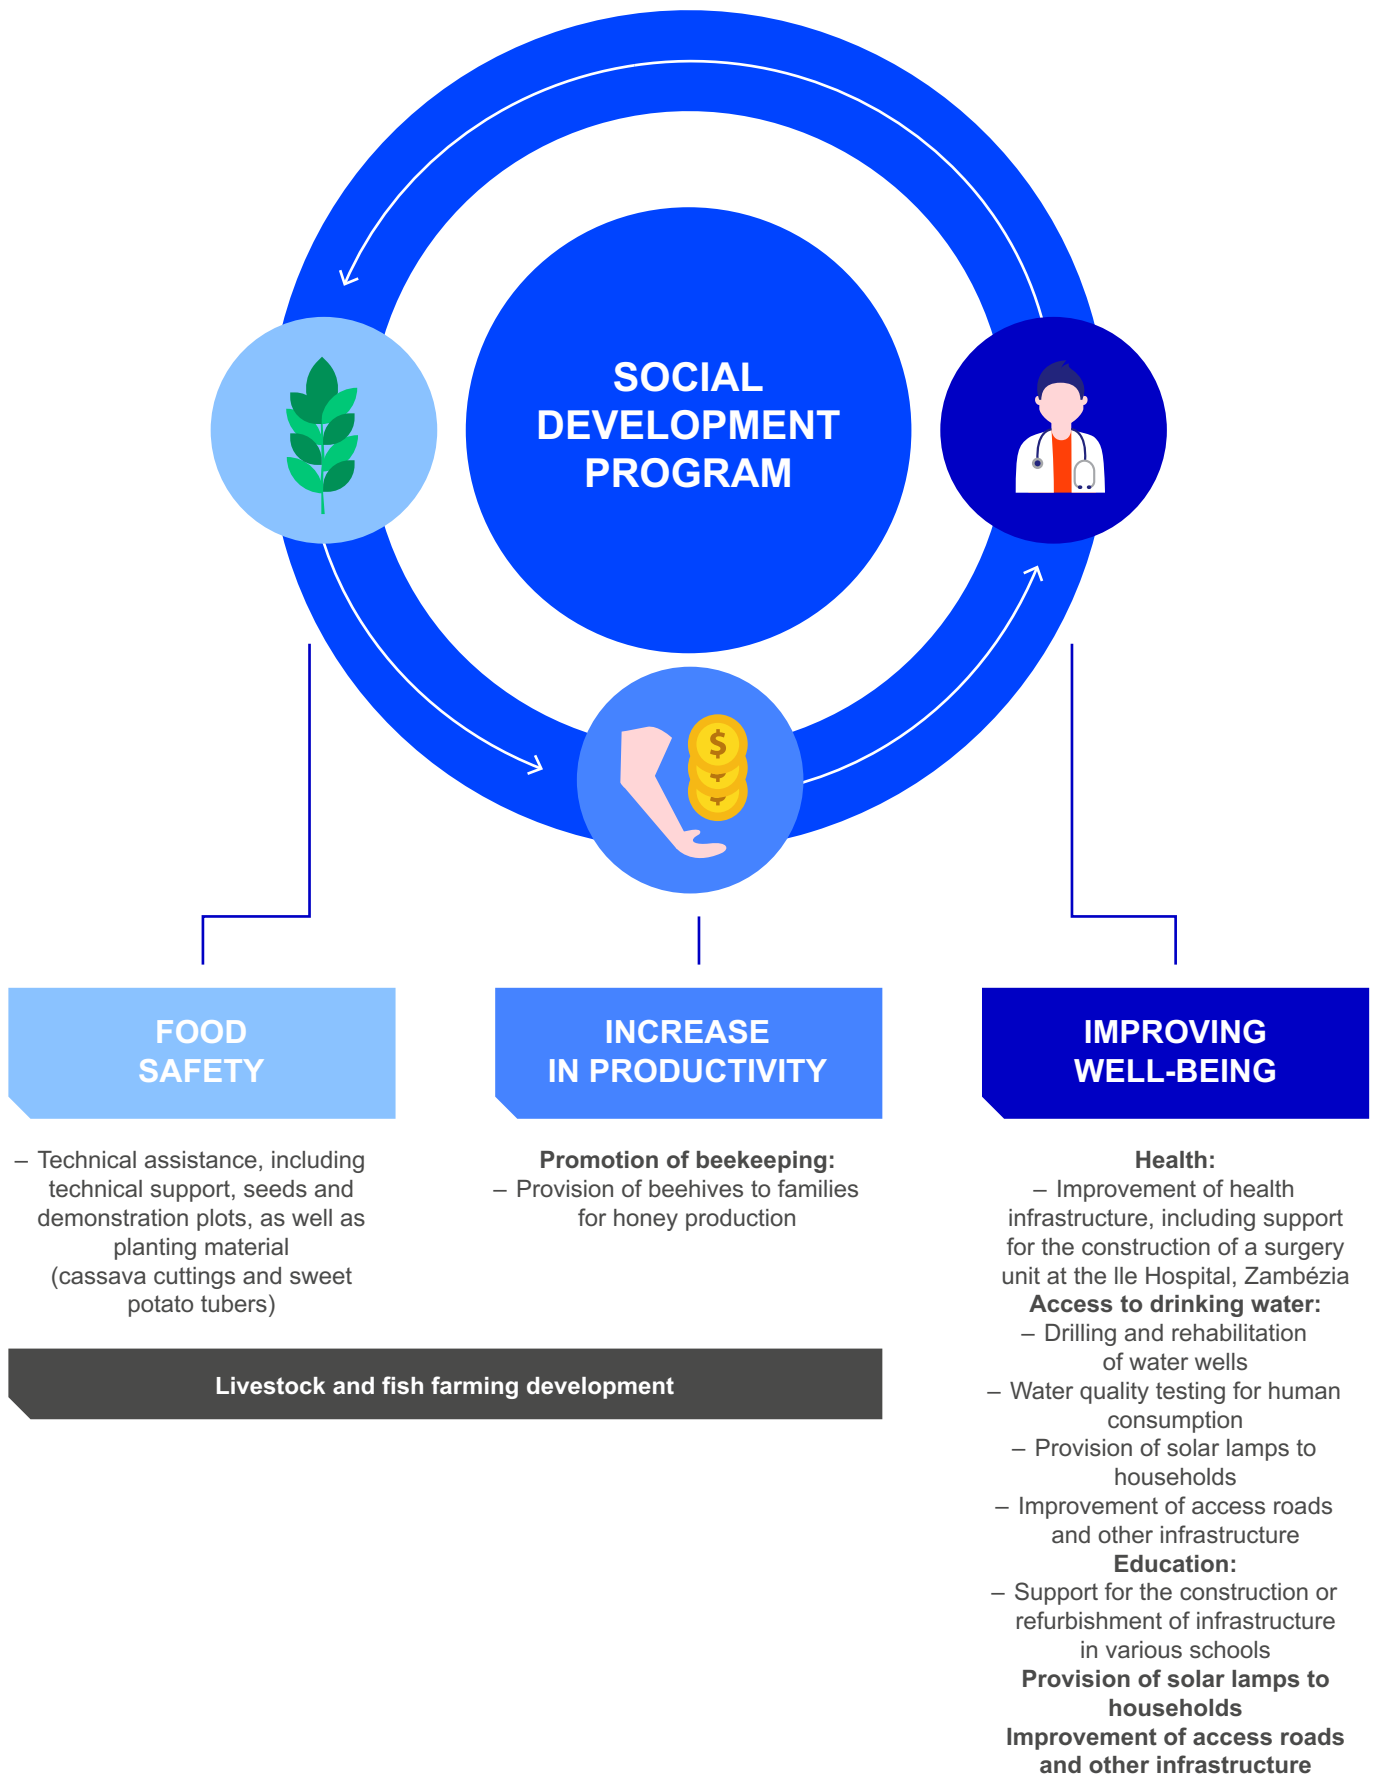 SOCIAL
DEVELOPMENT
PROGRAM
$
FOOD
SAFETY
– Technical assistance, including
technical support, seeds and
demonstration plots, as well as
planting material
(cassava cuttings and sweet
potato tubers)
INCREASE
IN PRODUCTIVITY
Promotion of beekeeping:
– Provision of beehives to families
for honey production
Livestock and fish farming development
IMPROVING
WELL-BEING
Health:
– Improvement of health
infrastructure, including support
for the construction of a surgery
unit at the Ile Hospital, Zambézia
Access to drinking water:
– Drilling and rehabilitation
of water wells
– Water quality testing for human
consumption
– Provision of solar lamps to
households
– Improvement of access roads
and other infrastructure
Education:
– Support for the construction or
refurbishment of infrastructure
in various schools
Provision of solar lamps to
households
Improvement of access roads
and other infrastructure